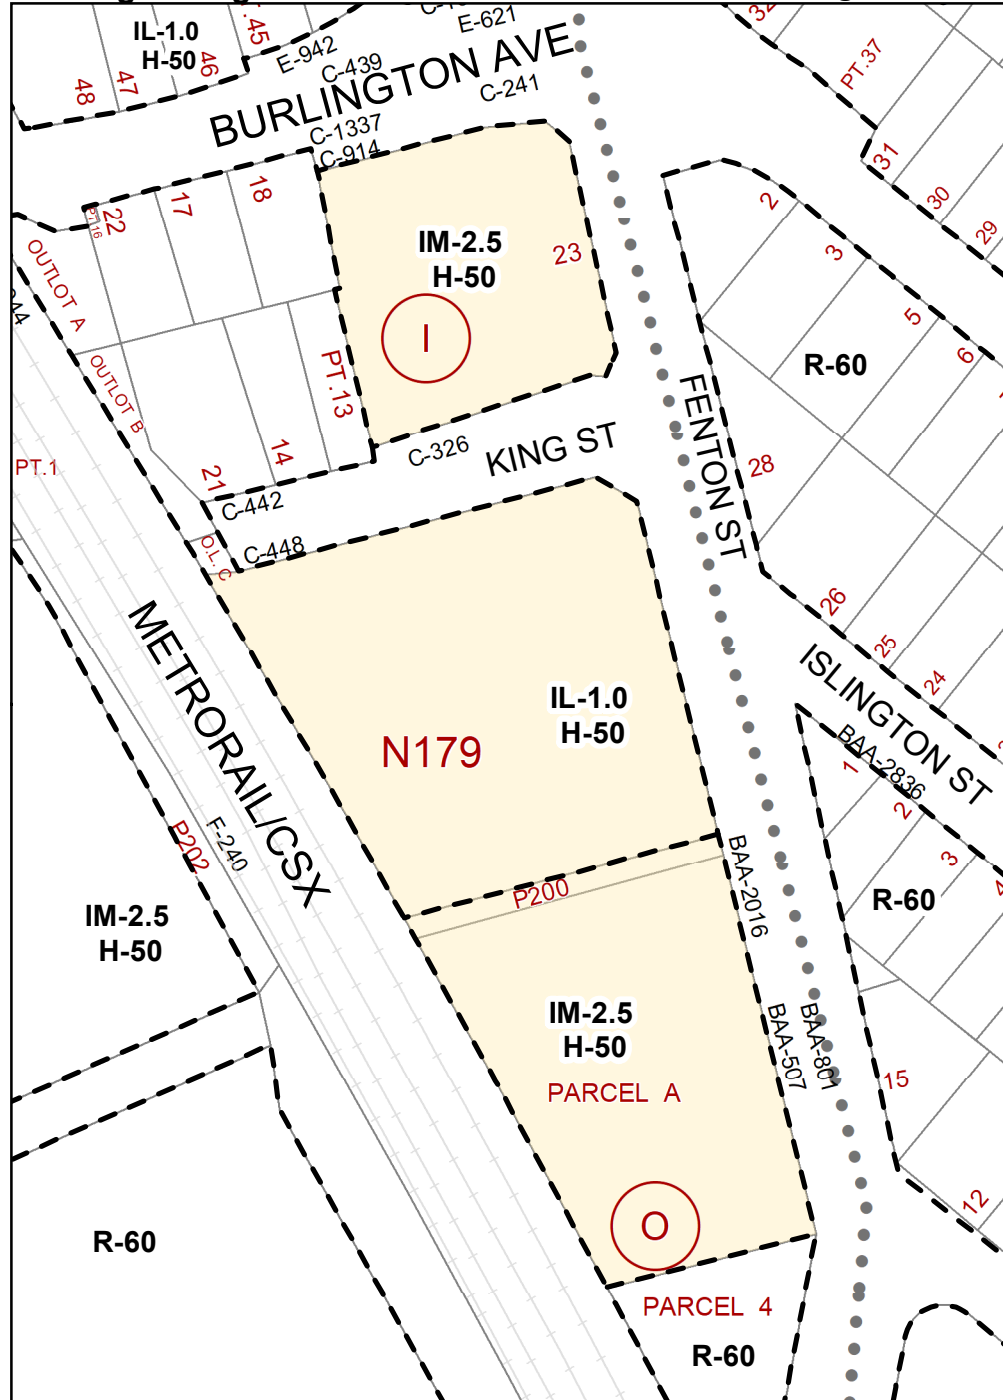 IL-1.0
H-50
48
47
46
.45
E-942
C-439
E-621
C-241
BURLINGTON AVE
C-1337
C-914
32
PT.37
31
30
29
22
17
18
IM-2.5
H-50
23
I
2
3
5
6
R-60
OUTLOT A
OUTLOT B
PT.13
14
21
PT.1
C-326
KING ST
C-442
C-448
O.L. C
FENTON ST
28
26
25
24
ISLINGTON ST
BAA-2836
METRORAIL/CSX
N179
IL-1.0
H-50
1
2
3
4
R-60
P202
F-240
P200
BAA-2016
IM-2.5
H-50
IM-2.5
H-50
PARCEL A
BAA-507
BAA-801
15
12
O
R-60
PARCEL 4
R-60